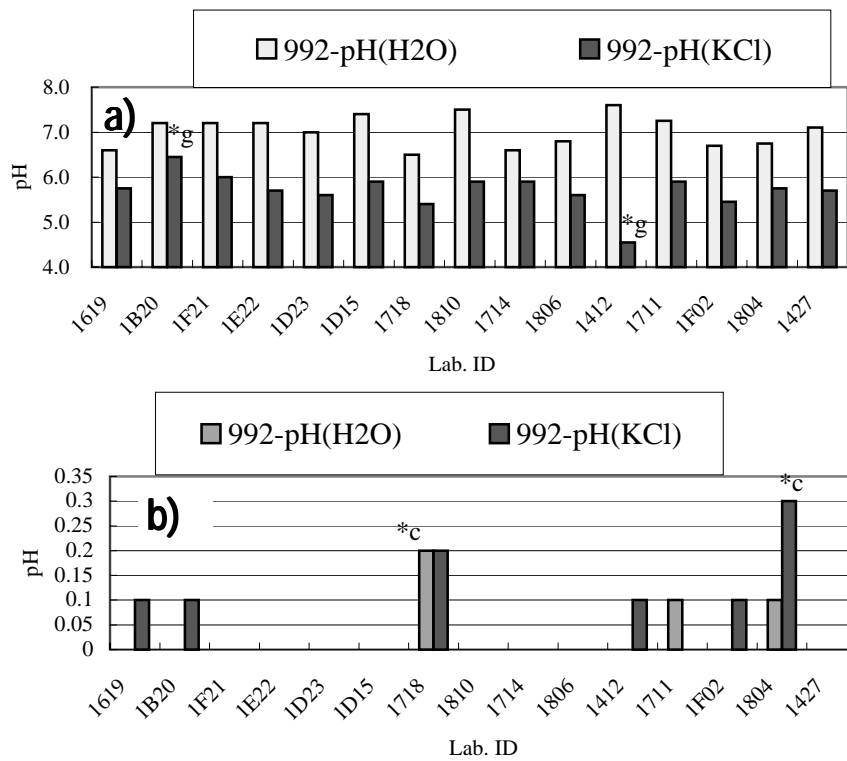 992-pH(H2O) 992-pH(KCl)
8.0
a)
*g
7.0
6.0
pH
5.0
*g
4.0
1619 1B20 1F21 1E22 1D23 1D15 1718 1810 1714 1806 1412 1711 1F02 1804 1427
Lab. ID
992-pH(H2O) 992-pH(KCl)
0.35
*c
0.3
b)
0.25
*c
0.2
pH
0.15
0.1
0.05
0
1619 1B20 1F21 1E22 1D23 1D15 1718 1810 1714 1806 1412 1711 1F02 1804 1427
Lab. ID